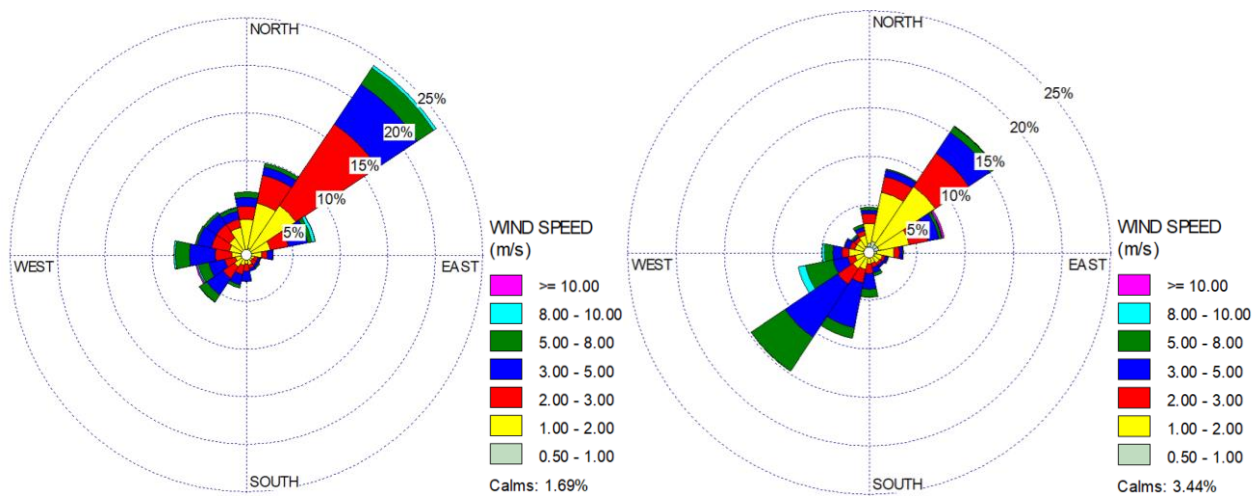 NORTH
25%
20%
15%
10%
5%
WEST
EAST
SOUTH
WIND SPEED
(m/s)
>= 10.00
8.00 - 10.00
5.00 - 8.00
3.00 - 5.00
2.00 - 3.00
1.00 - 2.00
0.50 - 1.00
Calms: 1.69%
NORTH
25%
20%
15%
10%
5%
WEST
EAST
SOUTH
WIND SPEED
(m/s)
>= 10.00
8.00 - 10.00
5.00 - 8.00
3.00 - 5.00
2.00 - 3.00
1.00 - 2.00
0.50 - 1.00
Calms: 3.44%